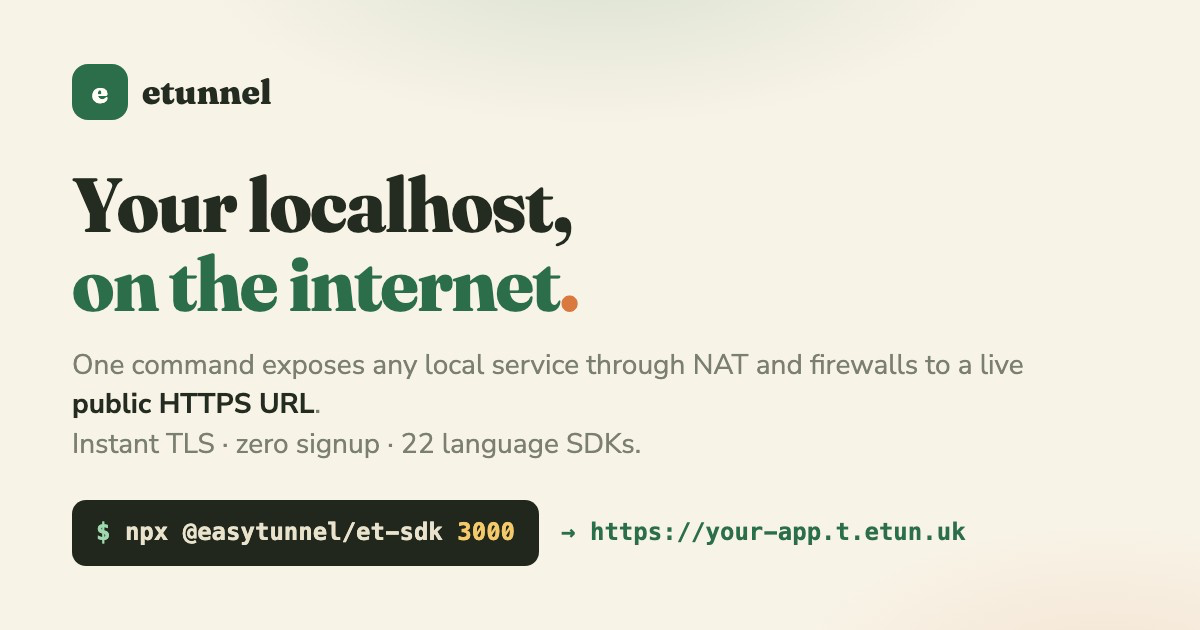 e etunnel
Your localhost,
on the internet.
One command exposes any local service through NAT and firewalls to a live
public HTTPS URL.
Instant TLS · zero signup · 22 language SDKs.
$ npx @easytunnel/et-sdk 3000 → https://your-app.t.etun.uk